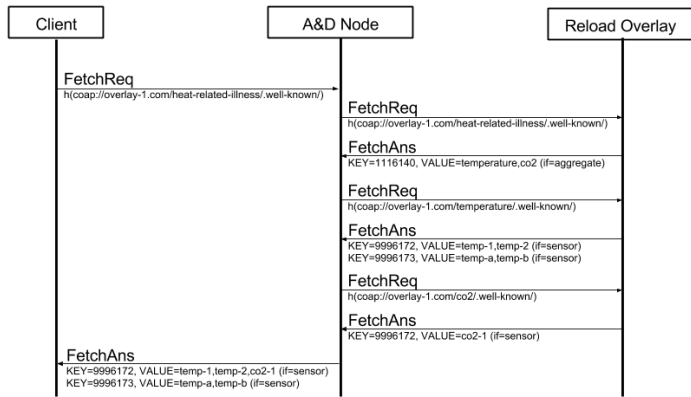 Client
A&D Node
Reload Overlay
FetchReq
h(coap://overlay-1.com/heat-related-illness/.well-known/)
FetchReq
h(coap://overlay-1.com/heat-related-illness/.well-known/)
FetchAns
KEY=1116140, VALUE=temperature,co2 (if=aggregate)
FetchReq
h(coap://overlay-1.com/temperature/.well-known/)
FetchAns
KEY=9996172, VALUE=temp-1,temp-2 (if=sensor)
KEY=9996173, VALUE=temp-a,temp-b (if=sensor)
FetchReq
h(coap://overlay-1.com/co2/.well-known/)
FetchAns
KEY=9996172, VALUE=co2-1 (if=sensor)
FetchAns
KEY=9996172, VALUE=temp-1,temp-2,co2-1 (if=sensor)
KEY=9996173, VALUE=temp-a,temp-b (if=sensor)